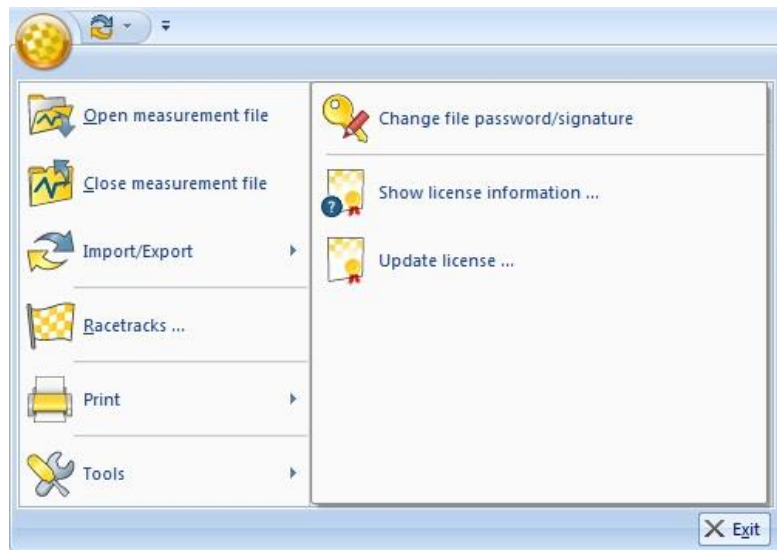 Open measurement file
Close measurement file
Import/Export
Racetracks ...
Print
Tools
Change file password/signature
Show license information ...
?
Update license ...
Exit